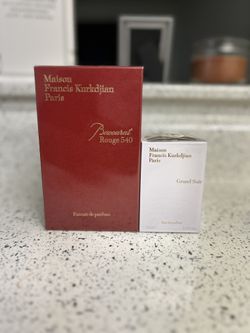 Maison
Francis Kurkdjian
Paris
Baccarat
Rouge 540
Extrait de parfum
Maison
Francis Kurkdjian
Paris
Grand Soir